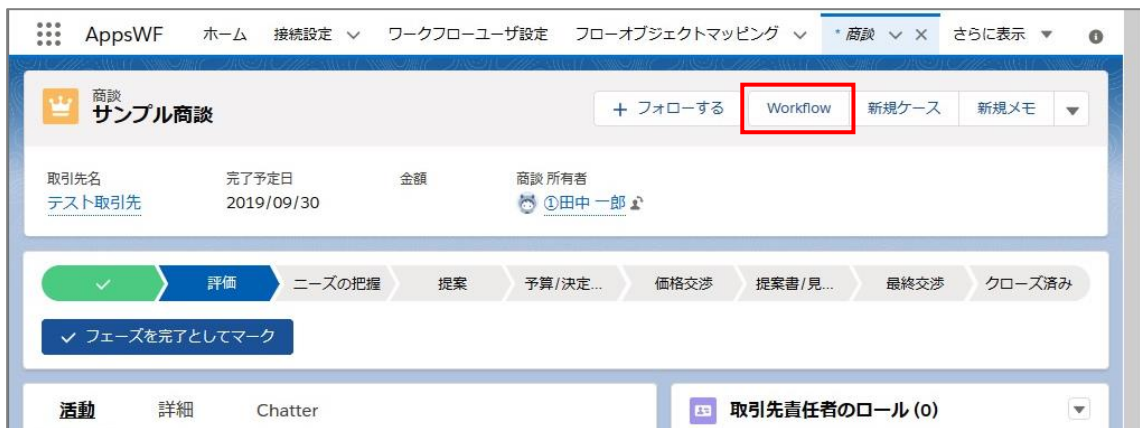 AppsWF ホーム 接続設定 ワークフローユーザ設定 フローオブジェクトマッピング * 商談 さらに表示
商談
サンプル商談
+ フォローする Workflow 新規ケース 新規メモ
取引先名 完了予定日 金額 商談 所有者
テスト取引先 2019/09/30 ①田中 一郎
評価 ニーズの把握 提案 予算/決定... 価格交渉 提案書/見... 最終交渉 クローズ済み
フェーズを完了としてマーク
活動 詳細 Chatter 取引先責任者のロール (0)